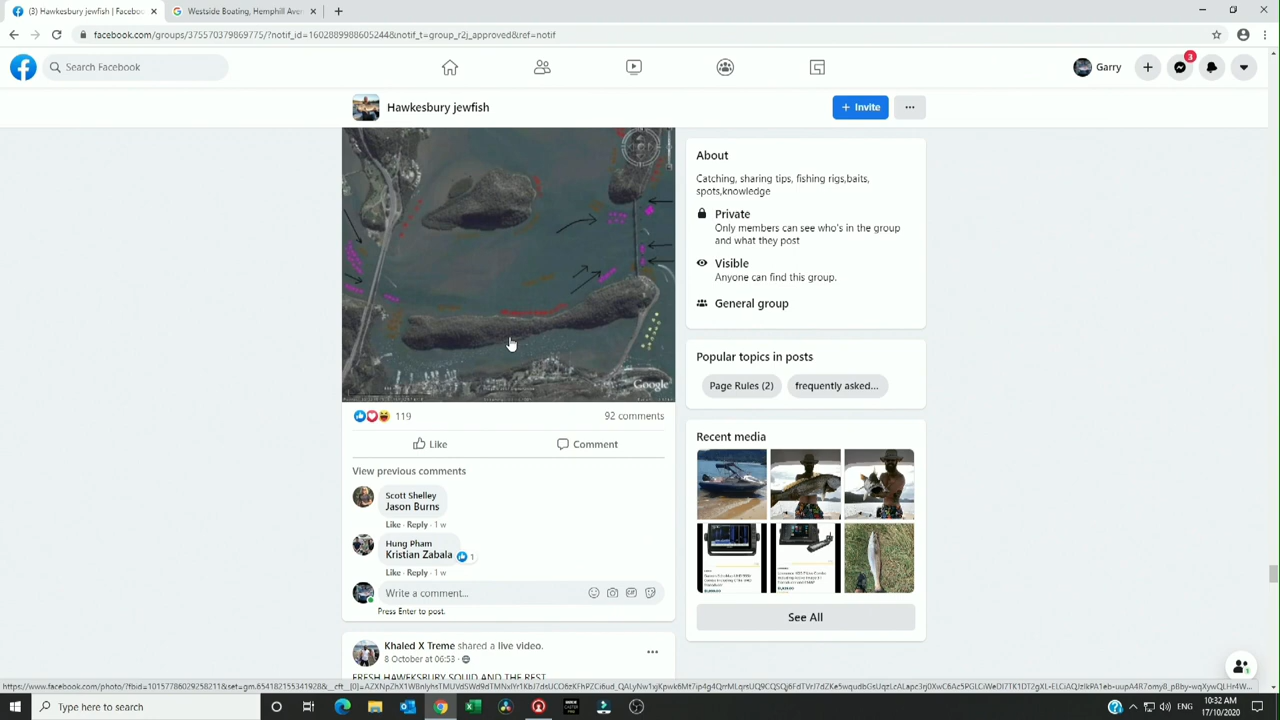 (3) Hawkesbury jewfish | Faceboo
Westside Boating, Hemphill Aven
facebook.com/groups/375570379869775/?notif_id=1602889988605244&notif_t=group_r2j_approved&ref=notif
Search Facebook
Garry
3
Hawkesbury jewfish
+ Invite
Google
119
92 comments
Like
Comment
View previous comments
Scott Shelley
Jason Burns
Like · Reply · 1 w
Hung Pham
Kristian Zabala
1
Like · Reply · 1 w
Write a comment...
GIF
Press Enter to post.
Khaled X Treme shared a live video.
8 October at 06:53 ·
FRESH HAWEKSBURY SQUID AND THE REST
About
Catching, sharing tips, fishing rigs,baits,
spots,knowledge
Private
Only members can see who's in the group
and what they post
Visible
Anyone can find this group.
General group
Popular topics in posts
Page Rules (2)
frequently asked...
Recent media
See All
Type here to search
ENG
10:32 AM
17/10/2020